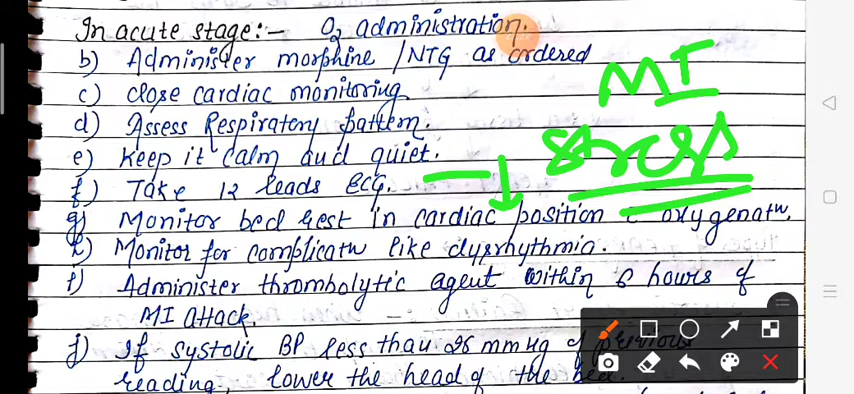 In acute stage:- O2 administration.
b) Administer morphine /NTG as ordered
MI
c) close cardiac monitoring
d) Assess Respiratory pattern.
stress
e) Keep it calm and quiet.
f) Take 12 leads ECG.
g) Monitor bed rest in cardiac position c oxygenatn.
h) Monitor for complicatn like dysrhythmia.
i) Administer thrombolytic agent within 6 hours of
MI attack.
j) If systolic BP less than 26 mmHg of previous
reading, lower the head of the bed.